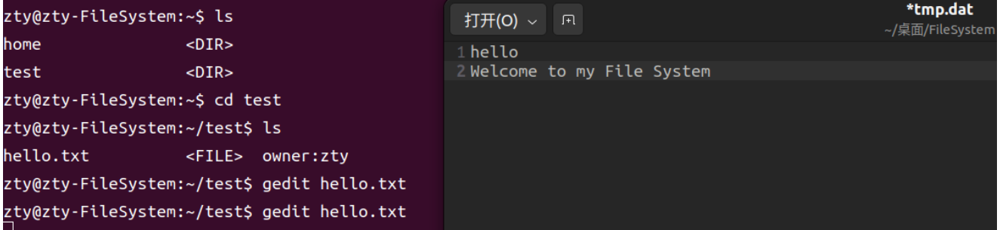 zty@zty-FileSystem:~$ ls
home <DIR>
test <DIR>
zty@zty-FileSystem:~$ cd test
zty@zty-FileSystem:~/test$ ls
hello.txt <FILE> owner:zty
zty@zty-FileSystem:~/test$ gedit hello.txt
zty@zty-FileSystem:~/test$ gedit hello.txt
打开(O)
*tmp.dat
~/桌面/FileSystem
1 hello
2 Welcome to my File System